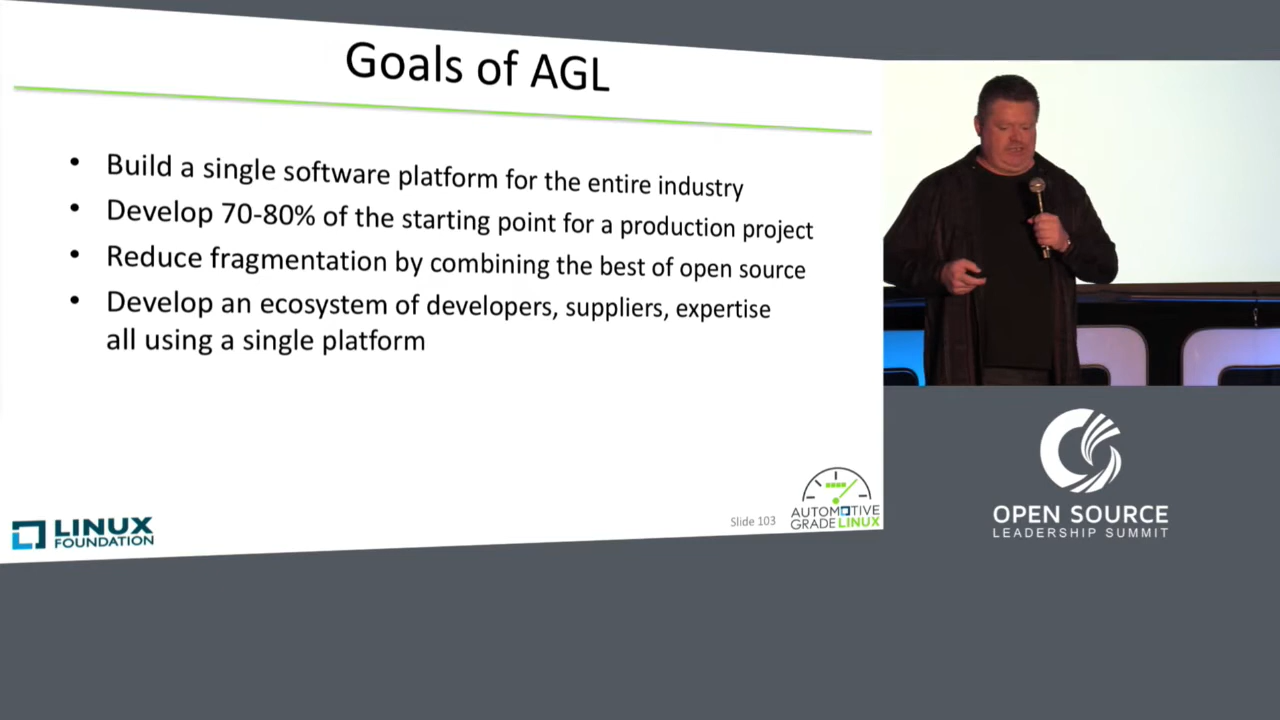 Goals of AGL
• Build a single software platform for the entire industry
• Develop 70-80% of the starting point for a production project
• Reduce fragmentation by combining the best of open source
• Develop an ecosystem of developers, suppliers, expertise
all using a single platform
LINUX
FOUNDATION
Slide 103
AUTOMOTIVE
GRADE LINUX
OPEN SOURCE
LEADERSHIP SUMMIT